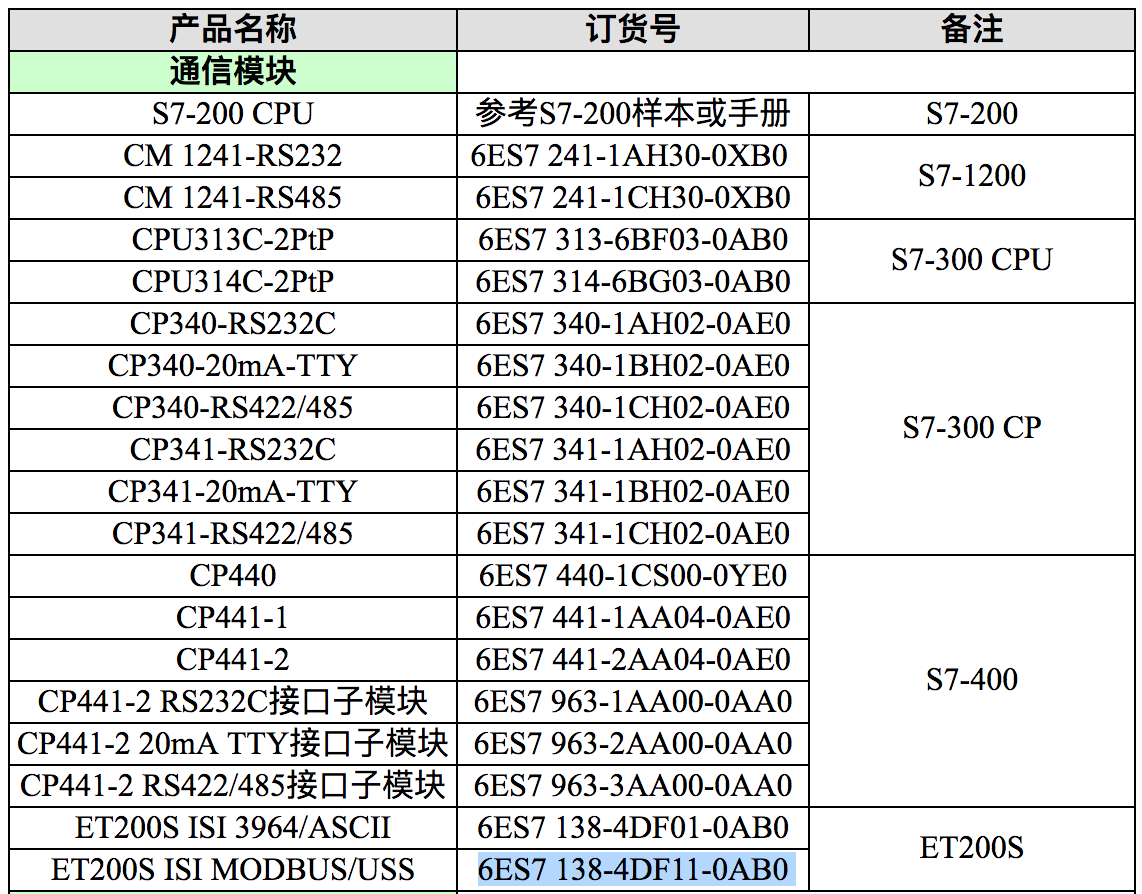 产品名称 订货号 备注
通信模块
S7-200 CPU 参考S7-200样本或手册 S7-200
CM 1241-RS232 6ES7 241-1AH30-0XB0 S7-1200
CM 1241-RS485 6ES7 241-1CH30-0XB0
CPU313C-2PtP 6ES7 313-6BF03-0AB0 S7-300 CPU
CPU314C-2PtP 6ES7 314-6BG03-0AB0
CP340-RS232C 6ES7 340-1AH02-0AE0 S7-300 CP
CP340-20mA-TTY 6ES7 340-1BH02-0AE0
CP340-RS422/485 6ES7 340-1CH02-0AE0
CP341-RS232C 6ES7 341-1AH02-0AE0
CP341-20mA-TTY 6ES7 341-1BH02-0AE0
CP341-RS422/485 6ES7 341-1CH02-0AE0
CP440 6ES7 440-1CS00-0YE0 S7-400
CP441-1 6ES7 441-1AA04-0AE0
CP441-2 6ES7 441-2AA04-0AE0
CP441-2 RS232C接口子模块 6ES7 963-1AA00-0AA0
CP441-2 20mA TTY接口子模块 6ES7 963-2AA00-0AA0
CP441-2 RS422/485接口子模块 6ES7 963-3AA00-0AA0
ET200S ISI 3964/ASCII 6ES7 138-4DF01-0AB0 ET200S
ET200S ISI MODBUS/USS 6ES7 138-4DF11-0AB0